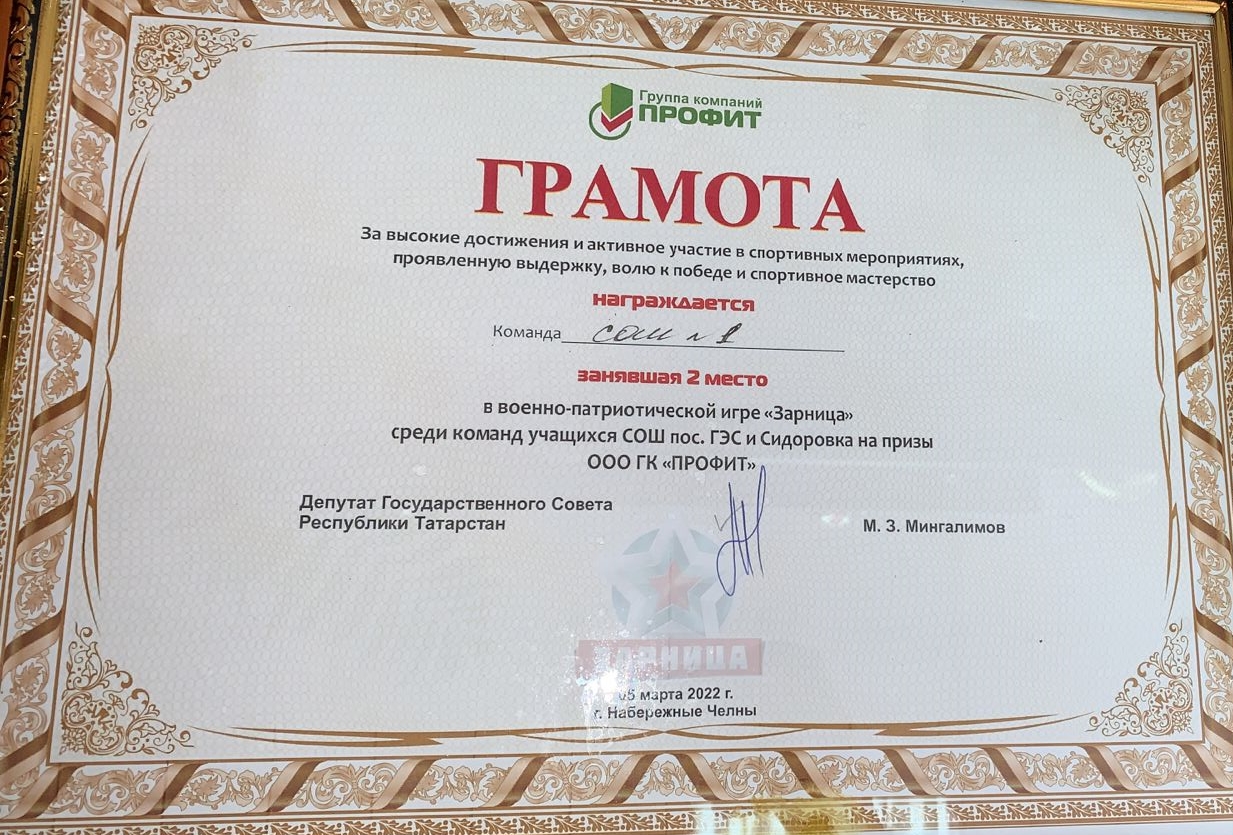 Группа компаний
ПРОФИТ
ГРАМОТА
За высокие достижения и активное участие в спортивных мероприятиях,
проявленную выдержку, волю к победе и спортивное мастерство
награждается
Команда СОШ №1
занявшая 2 место
в военно-патриотической игре «Зарница»
среди команд учащихся СОШ пос. ГЭС и Сидоровка на призы
ООО ГК «ПРОФИТ»
Депутат Государственного Совета
Республики Татарстан
М. З. Мингалимов
ЗАРНИЦА
05 марта 2022 г.
г. Набережные Челны